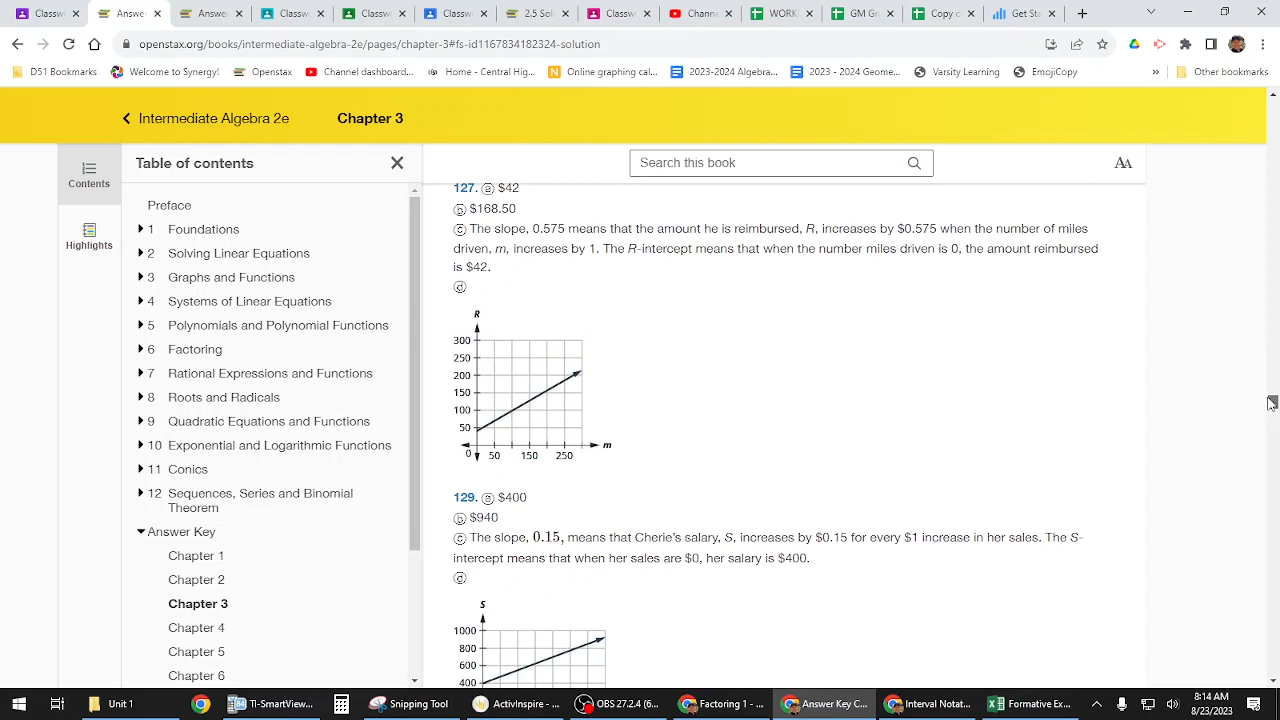 Classwo
Answer
Answer
Classwo
Classwo
Classwo
2.5 Solv
Classwo
Channe
WORK
GM Gr
Copy o
Get Sta
openstax.org/books/intermediate-algebra-2e/pages/chapter-3#fs-id1167834182324-solution
D51 Bookmarks
Welcome to Synergy!
Openstax
Channel dashboard...
Home - Central Hig...
Online graphing cal...
2023-2024 Algebra...
2023 - 2024 Geome...
Varsity Learning
EmojiCopy
»
Other bookmarks
Intermediate Algebra 2e
Chapter 3
Contents
Highlights
Table of contents
Search this book
AA
Preface
1 Foundations
2 Solving Linear Equations
3 Graphs and Functions
4 Systems of Linear Equations
5 Polynomials and Polynomial Functions
6 Factoring
7 Rational Expressions and Functions
8 Roots and Radicals
9 Quadratic Equations and Functions
10 Exponential and Logarithmic Functions
11 Conics
12 Sequences, Series and Binomial
Theorem
Answer Key
Chapter 1
Chapter 2
Chapter 3
Chapter 4
Chapter 5
Chapter 6
127. ⓐ $42
ⓑ $168.50
ⓒ The slope, 0.575 means that the amount he is reimbursed, R, increases by $0.575 when the number of miles
driven, m, increases by 1. The R-intercept means that when the number miles driven is 0, the amount reimbursed
is $42.
ⓓ
R
300
250
200
150
100
50
0 50 150 250 m
129. ⓐ $400
ⓑ $940
ⓒ The slope, 0.15, means that Cherie's salary, S, increases by $0.15 for every $1 increase in her sales. The S-
intercept means that when her sales are $0, her salary is $400.
ⓓ
S
1000
800
600
400
Unit 1
TI-SmartView...
Snipping Tool
ActivInspire - ...
OBS 27.2.4 (6...
Factoring 1 - ...
Answer Key C...
Interval Notat...
Formative Ex...
8:14 AM
8/23/2023